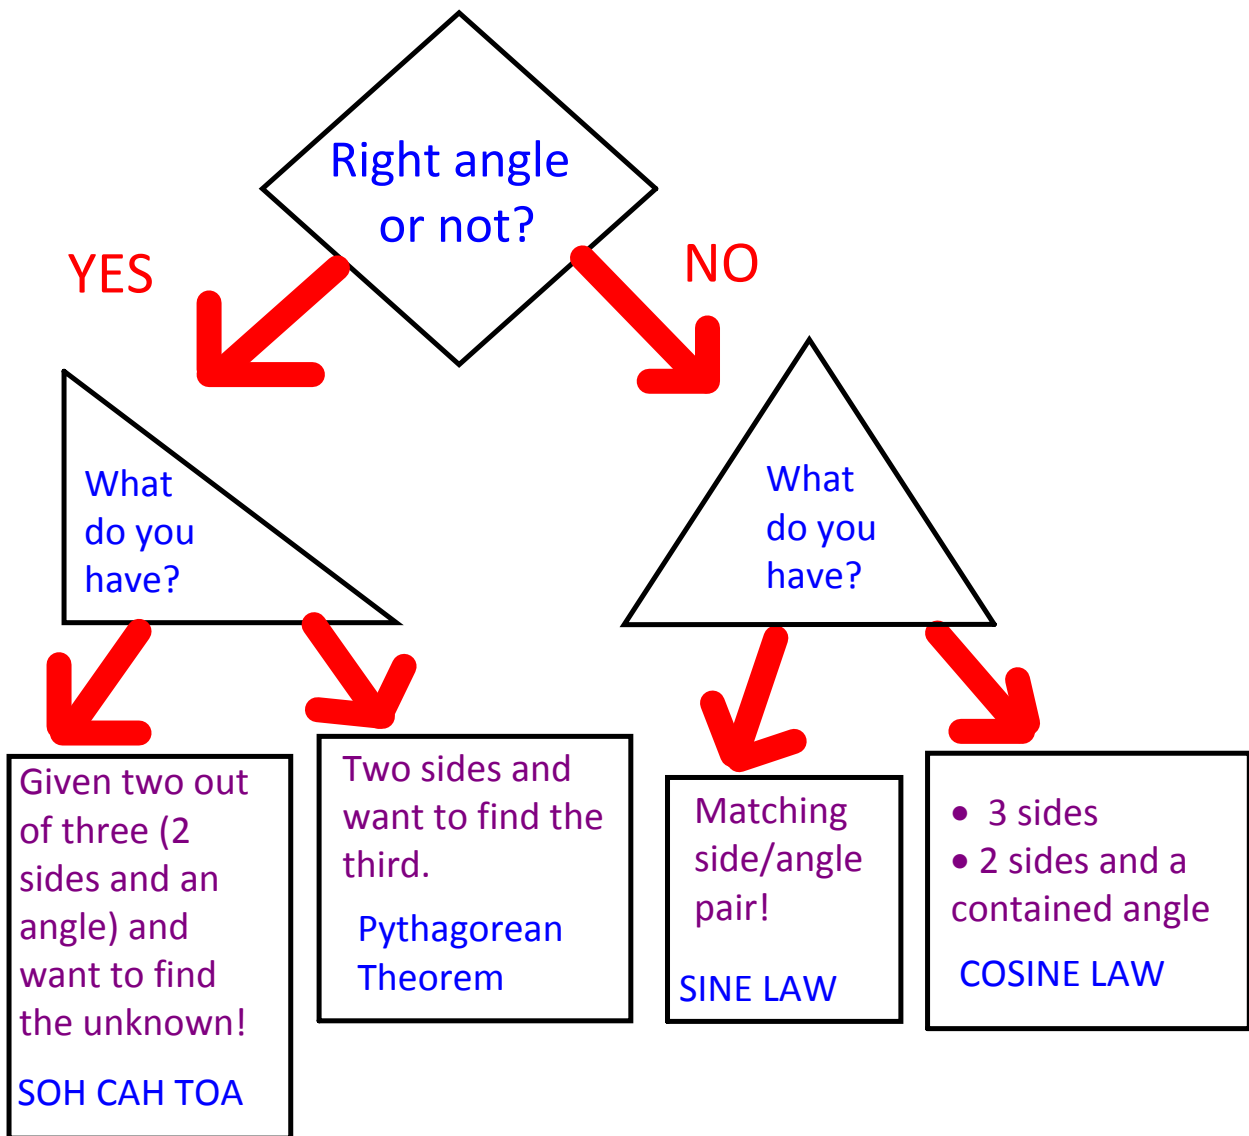 Right angle
or not?
YES
NO
What
do you
have?
What
do you
have?
Given two out
of three (2
sides and an
angle) and
want to find
the unknown!
SOH CAH TOA
Two sides and
want to find the
third.
Pythagorean
Theorem
Matching
side/angle
pair!
SINE LAW
• 3 sides
• 2 sides and a
contained angle
COSINE LAW